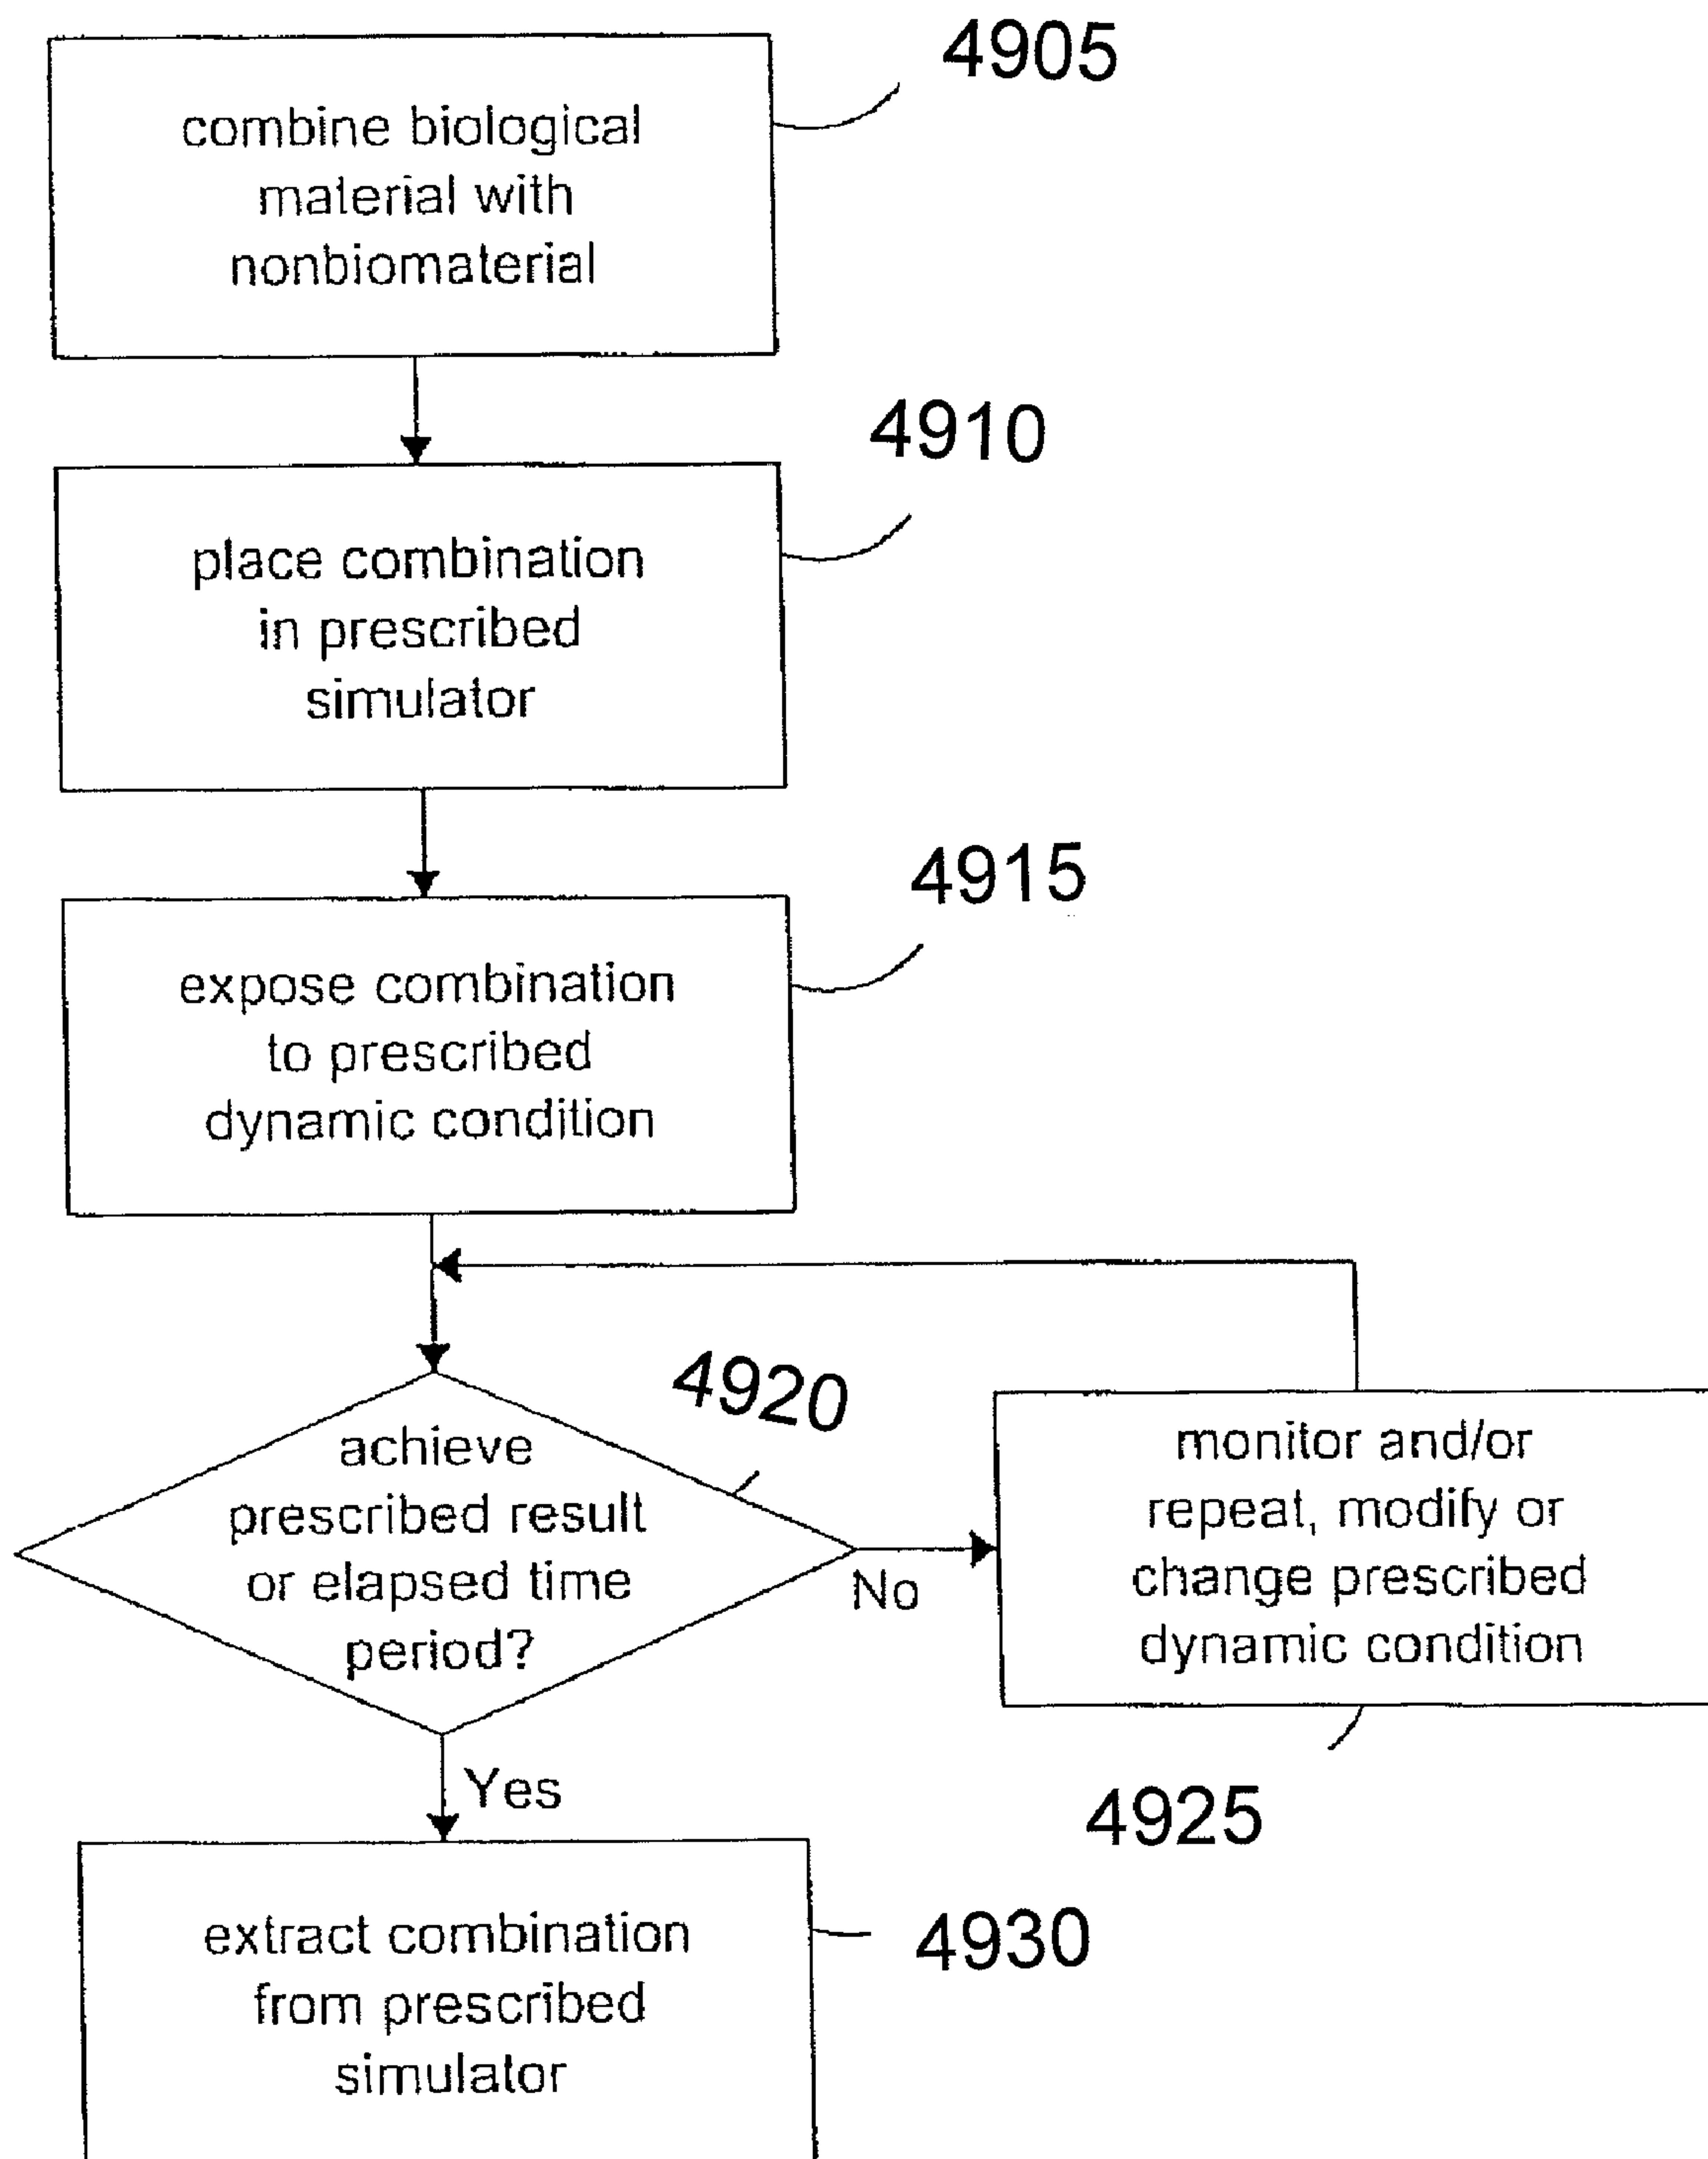 4905
combine biological
material with
nonbiomaterial
4910
place combination
in prescribed
simulator
4915
expose combination
to prescribed
dynamic condition
4920
achieve
prescribed result
or elapsed time
period?
No
monitor and/or
repeat, modify or
change prescribed
dynamic condition
4925
Yes
extract combination
from prescribed
simulator
4930